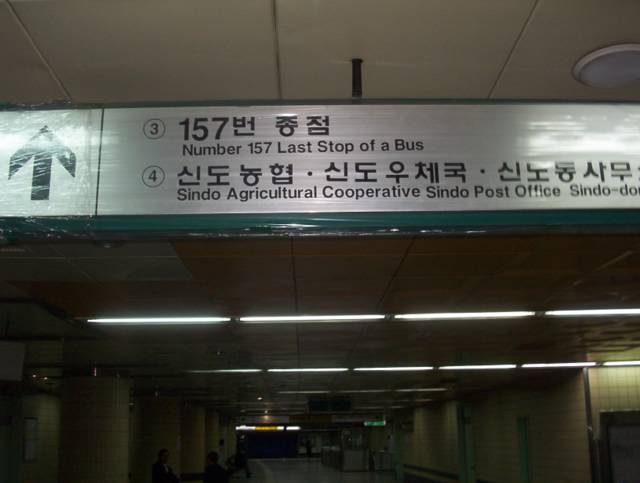 ③ 157번 종점
Number 157 Last Stop of a Bus
④ 신도농협 · 신도우체국 · 신도동사무
Sindo Agricultural Cooperative Sindo Post Office Sindo-do